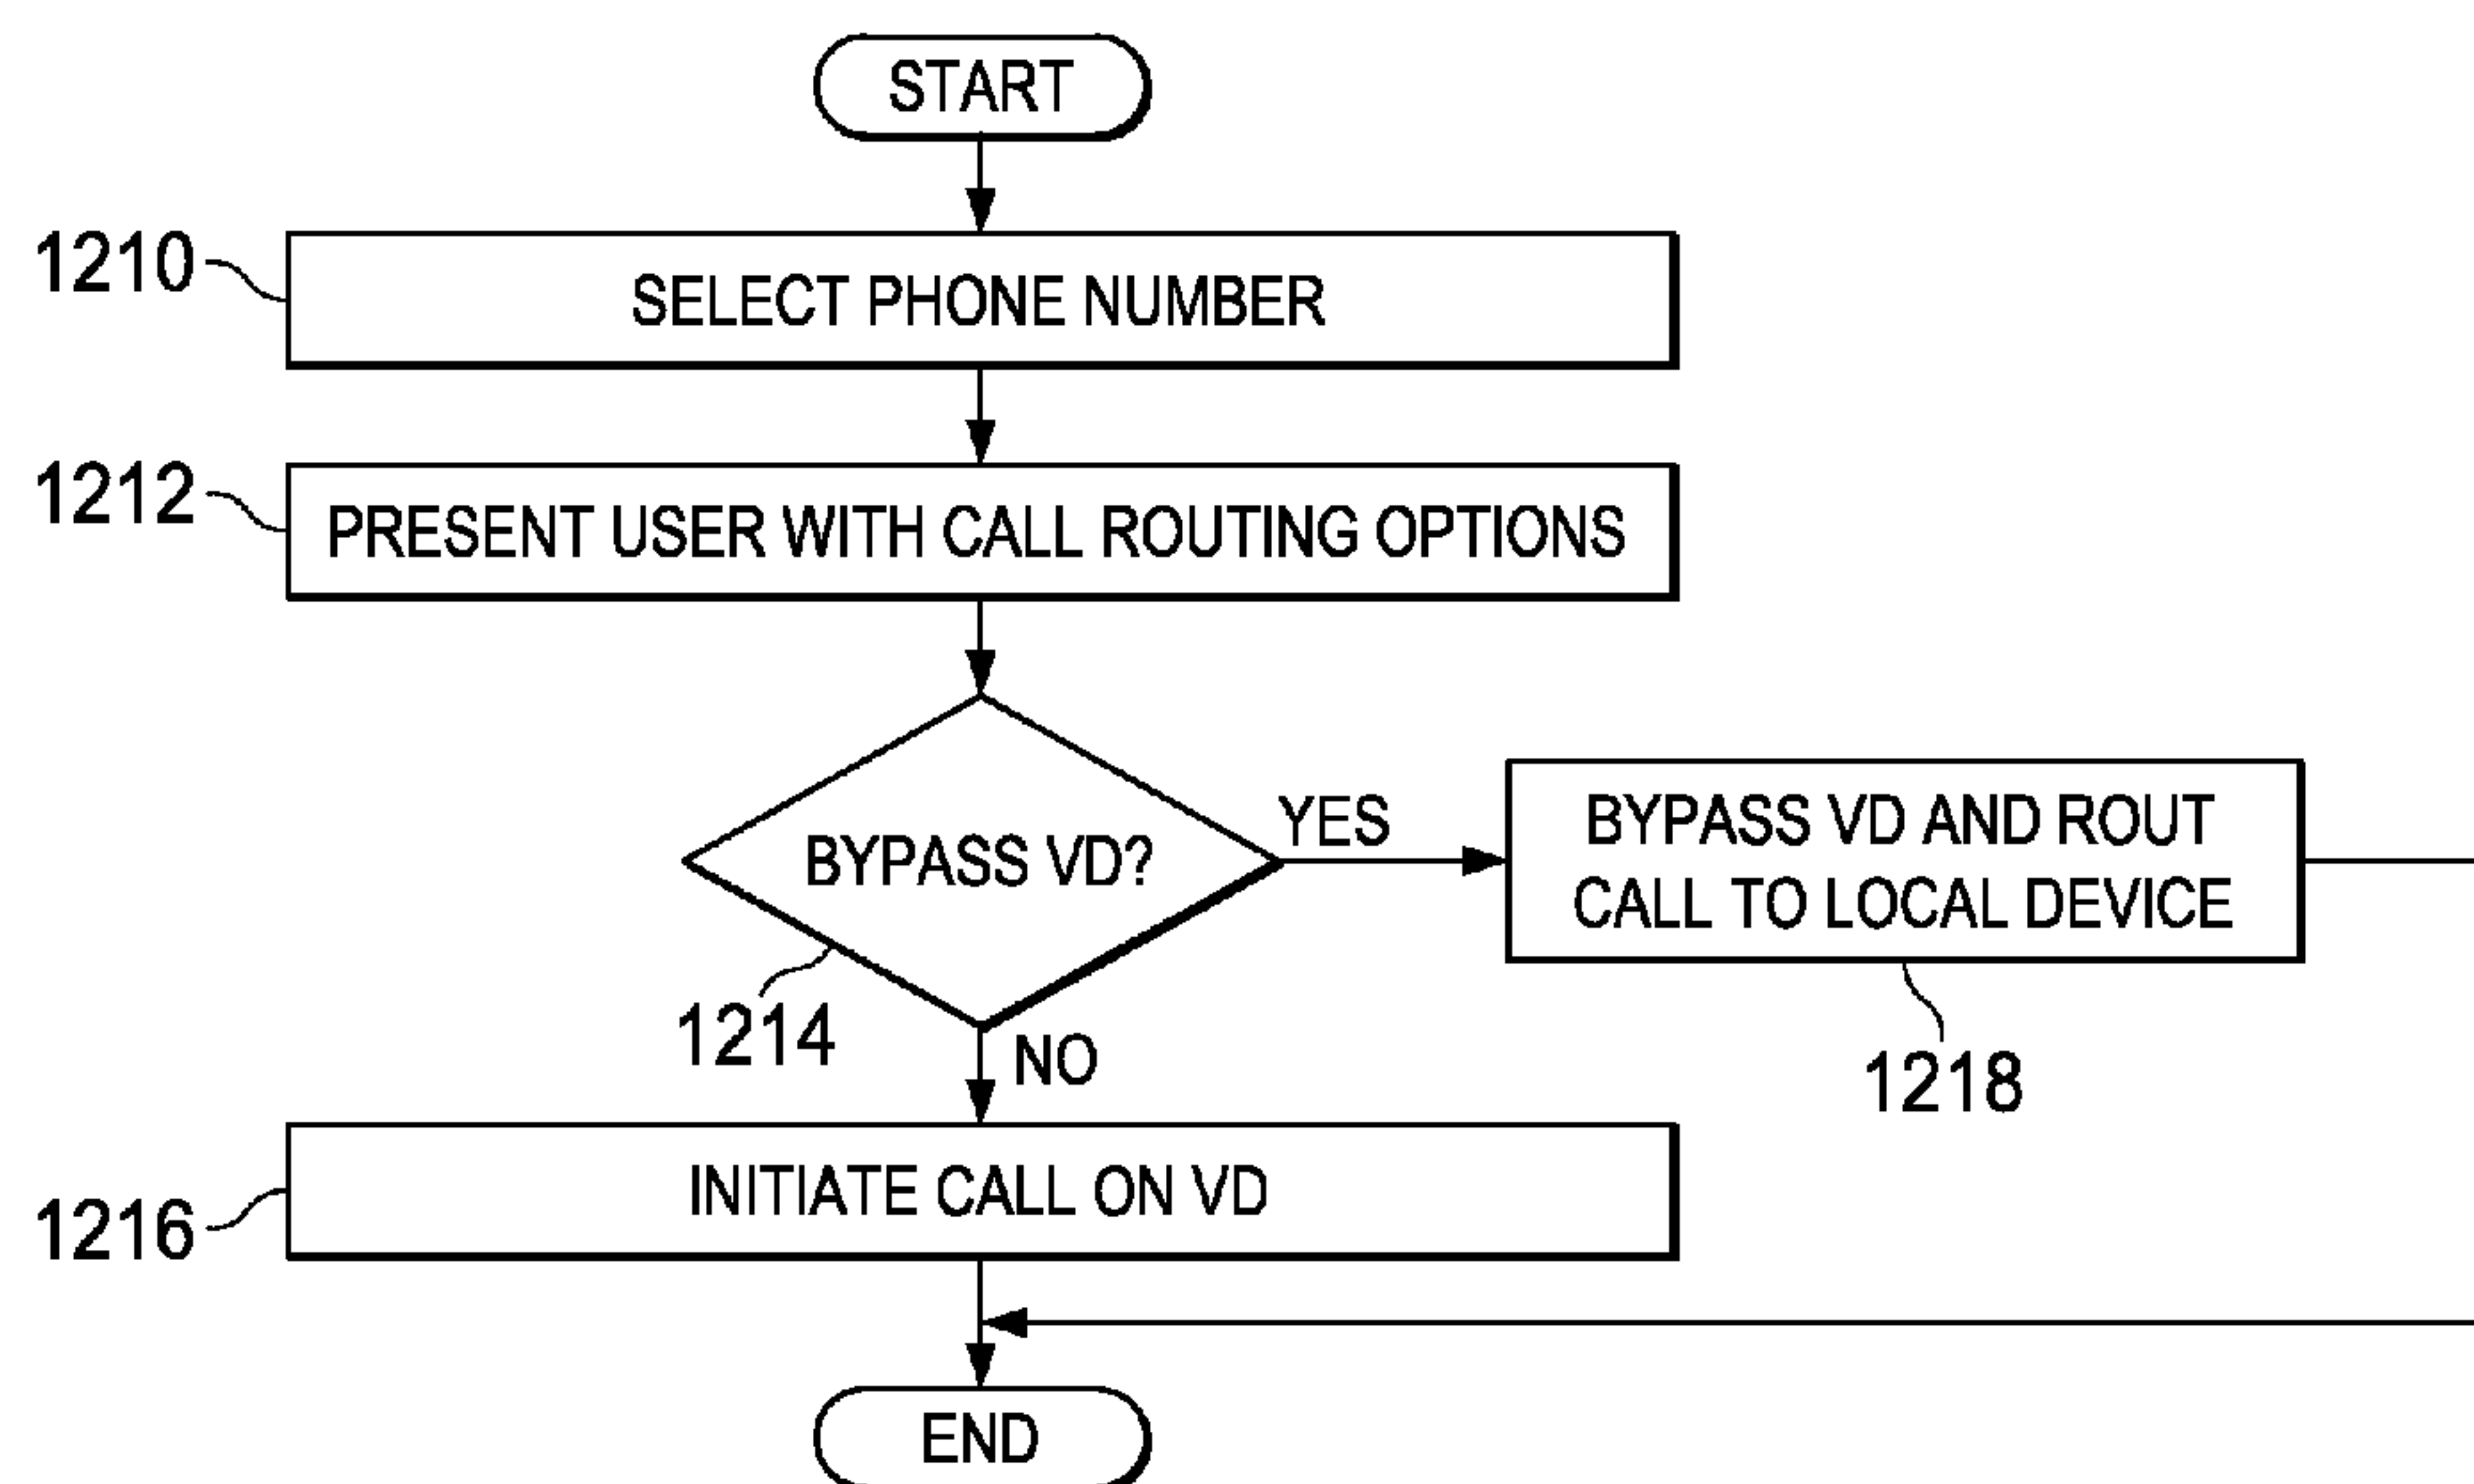 START
1210
SELECT PHONE NUMBER
1212
PRESENT USER WITH CALL ROUTING OPTIONS
BYPASS VD?
YES
BYPASS VD AND ROUT
CALL TO LOCAL DEVICE
1214
NO
1218
1216
INITIATE CALL ON VD
END